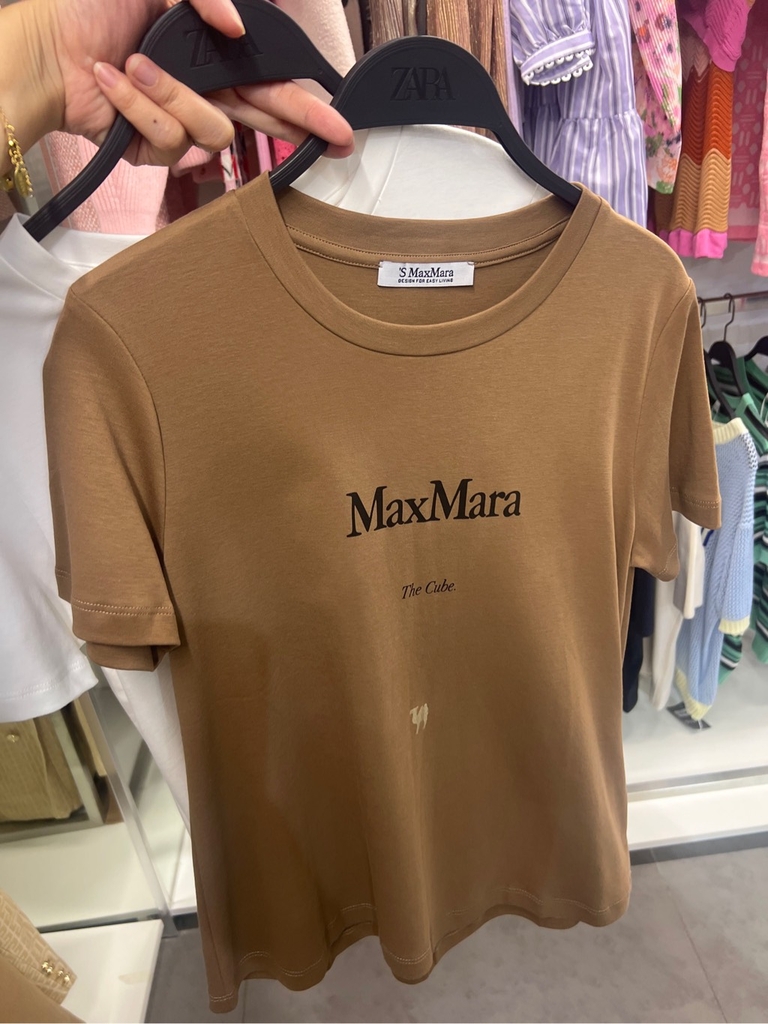 ZARA
ZARA
'S MaxMara
DESIGN FOR EASY LIVING
MaxMara
The Cube.